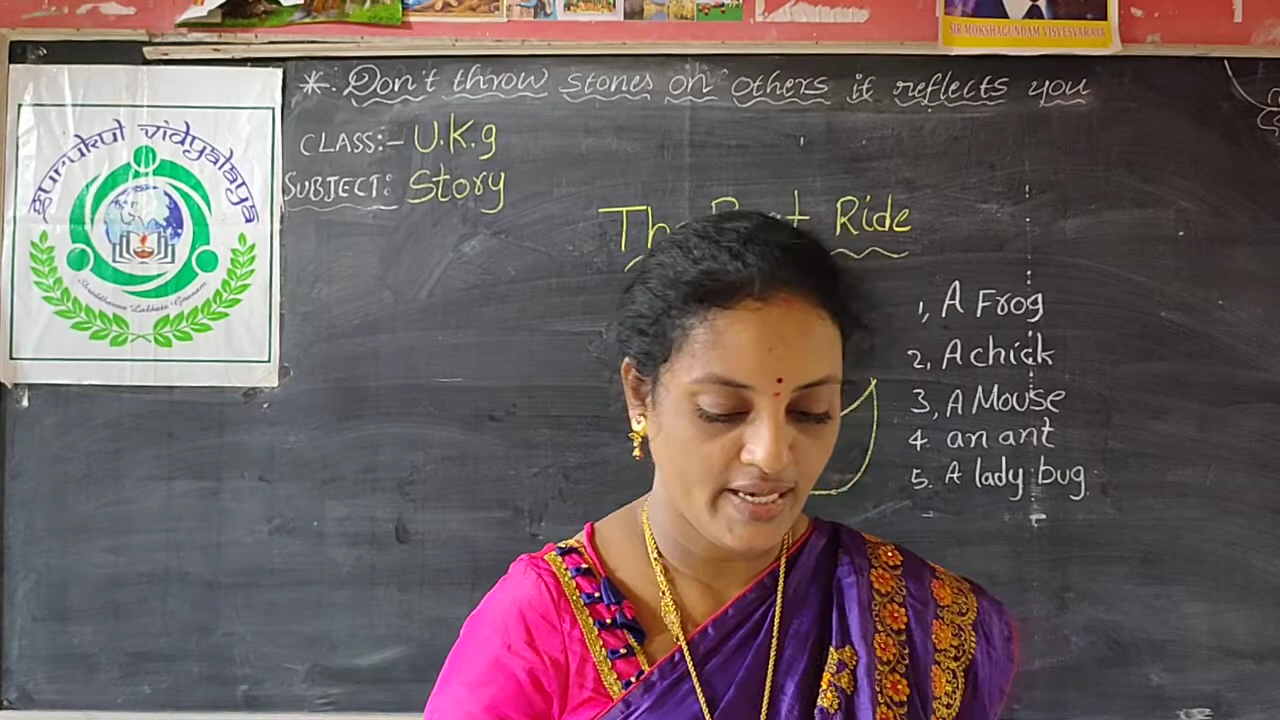 SIR MOKSHAGUNDAM VISVESVARAYA
*. Don't throw stones on others it reflects you
CLASS:- U.K.g
SUBJECT: Story
gurukul vidyalaya
Ride
1, A Frog
2, A chick
3, A Mouse
4. an ant
5. A lady bug.